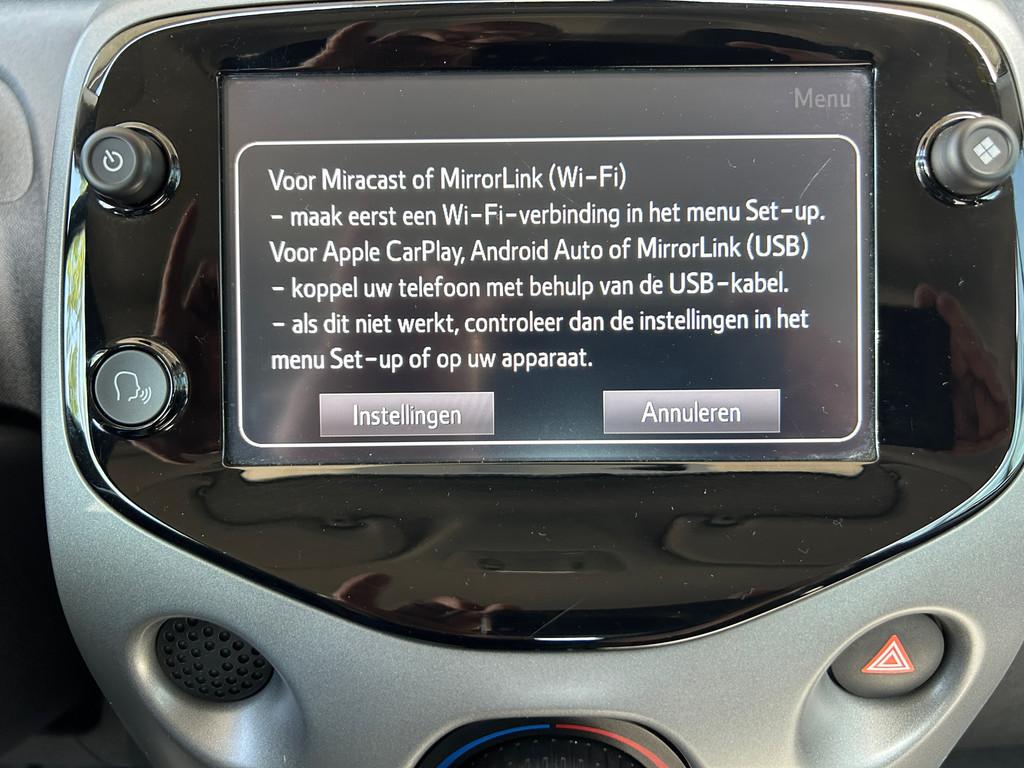 Menu
Voor Miracast of MirrorLink (Wi-Fi)
- maak eerst een Wi-Fi-verbinding in het menu Set-up.
Voor Apple CarPlay, Android Auto of MirrorLink (USB)
- koppel uw telefoon met behulp van de USB-kabel.
- als dit niet werkt, controleer dan de instellingen in het
menu Set-up of op uw apparaat.
Instellingen
Annuleren